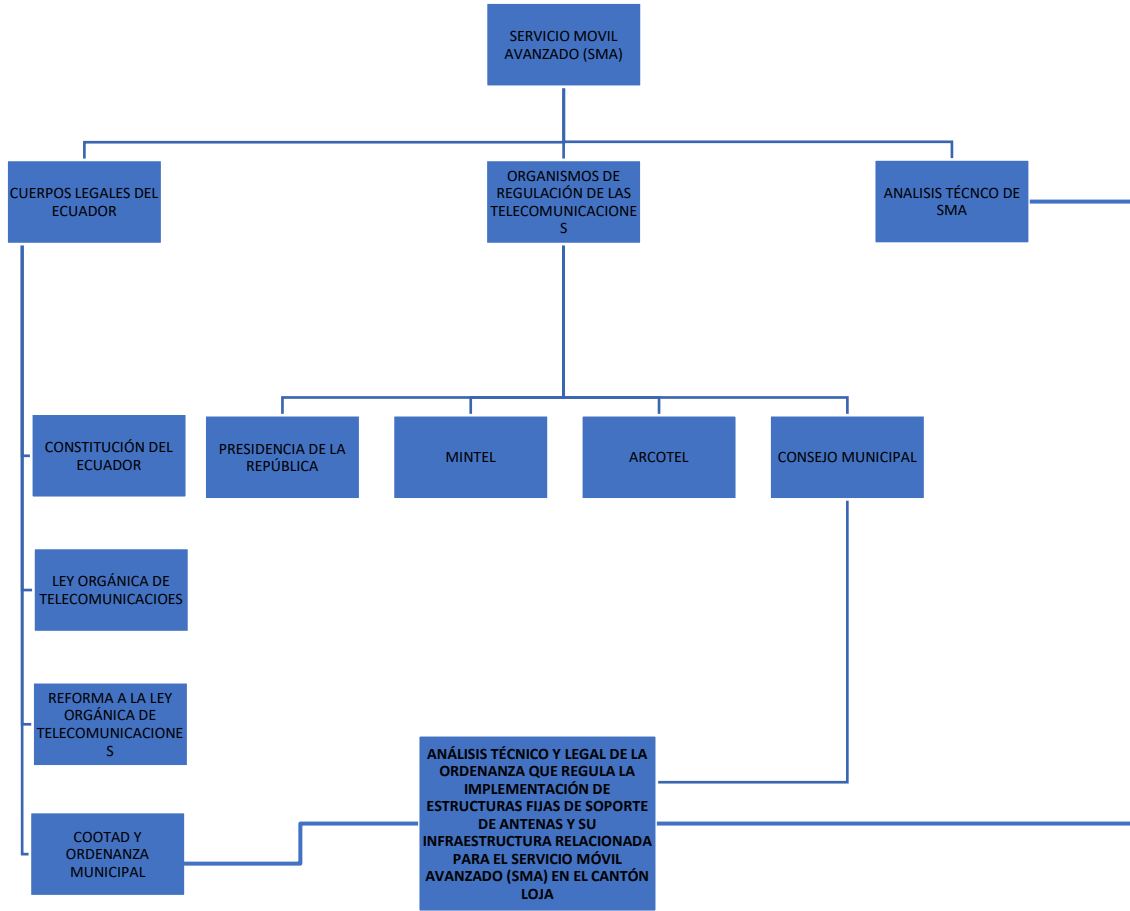 SERVICIO MOVIL
AVANZADO (SMA)
CUERPOS LEGALES DEL
ECUADOR
ORGANISMOS DE
REGULACIÓN DE LAS
TELECOMUNICACIONE
S
ANALISIS TÉCNCO DE
SMA
CONSTITUCIÓN DEL
ECUADOR
PRESIDENCIA DE LA
REPÚBLICA
MINTEL
ARCOTEL
CONSEJO MUNICIPAL
LEY ORGÁNICA DE
TELECOMUNICACIOES
REFORMA A LA LEY
ORGÁNICA DE
TELECOMUNICACIONE
S
COOTAD Y
ORDENANZA
MUNICIPAL
ANÁLISIS TÉCNICO Y LEGAL DE LA
ORDENANZA QUE REGULA LA
IMPLEMENTACIÓN DE
ESTRUCTURAS FIJAS DE SOPORTE
DE ANTENAS Y SU
INFRAESTRUCTURA RELACIONADA
PARA EL SERVICIO MÓVIL
AVANZADO (SMA) EN EL CANTÓN
LOJA